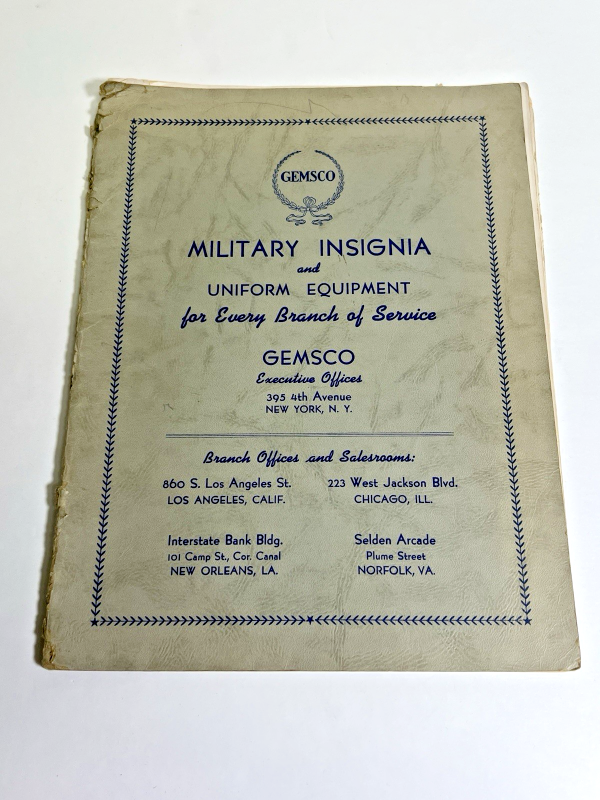 GEMSCO
MILITARY INSIGNIA
and
UNIFORM EQUIPMENT
for Every Branch of Service
GEMSCO
Executive Offices
395 4th Avenue
NEW YORK, N. Y.
Branch Offices and Salesrooms:
860 S. Los Angeles St.
LOS ANGELES, CALIF.
223 West Jackson Blvd.
CHICAGO, ILL.
Interstate Bank Bldg.
101 Camp St., Cor. Canal
NEW ORLEANS, LA.
Selden Arcade
Plume Street
NORFOLK, VA.